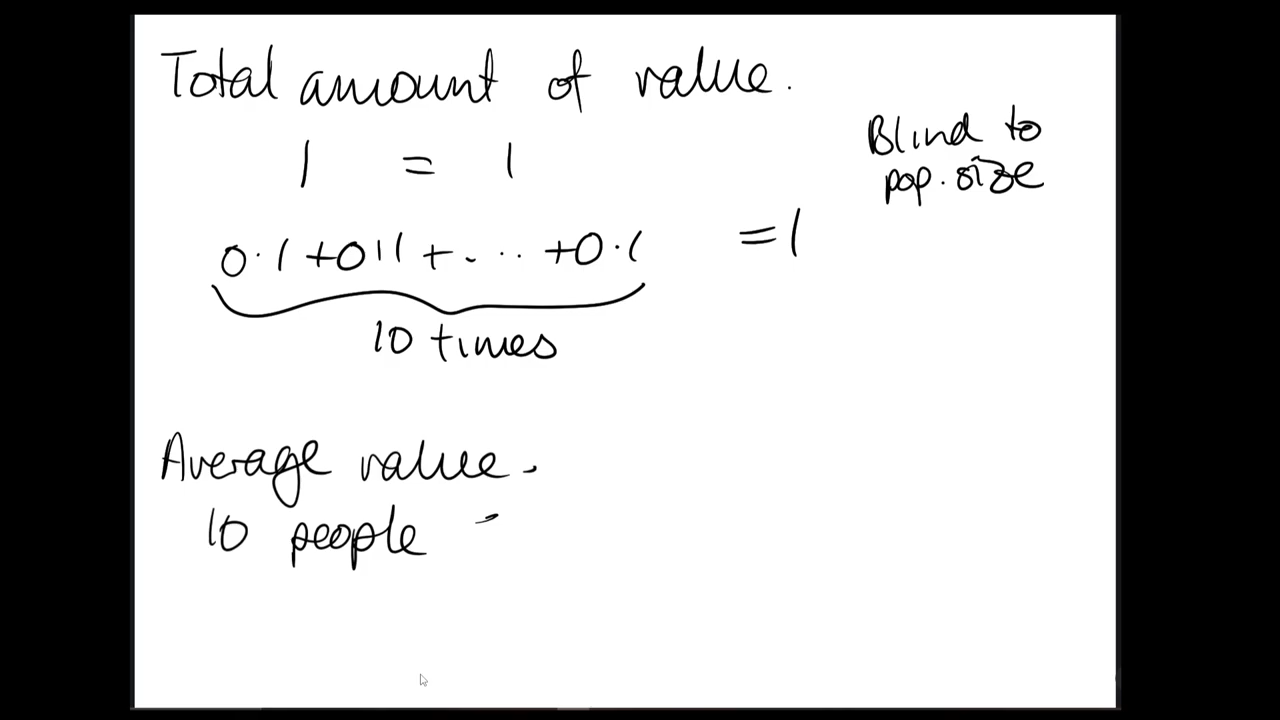 Total amount of value.
1 = 1
Blind to
pop. size
0.1 + 0.1 + ... + 0.1 = 1
10 times
Average value.
10 people =